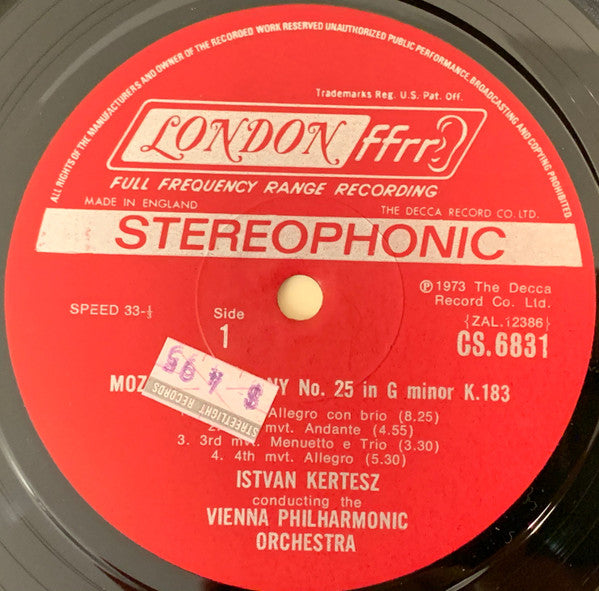 ALL RIGHTS OF THE MANUFACTURERS AND OWNER OF THE RECORDED WORK RESERVED UNAUTHORIZED PUBLIC PERFORMANCE, BROADCASTING AND COPYING PROHIBITED
Trademarks Reg. U.S. Pat. Off.
LONDON ffrr
FULL FREQUENCY RANGE RECORDING
MADE IN ENGLAND THE DECCA RECORD CO. LTD.
STEREOPHONIC
℗ 1973 The Decca
Record Co. Ltd.
SPEED 33-⅓
Side
1
{ZAL.12386}
CS.6831
$ 4.95
STREETLIGHT RECORDS
MOZ NY No. 25 in G minor K.183
Allegro con brio (8.25)
2. mvt. Andante (4.55)
3. 3rd mvt. Menuetto e Trio (3.30)
4. 4th mvt. Allegro (5.30)
ISTVAN KERTESZ
conducting the
VIENNA PHILHARMONIC
ORCHESTRA